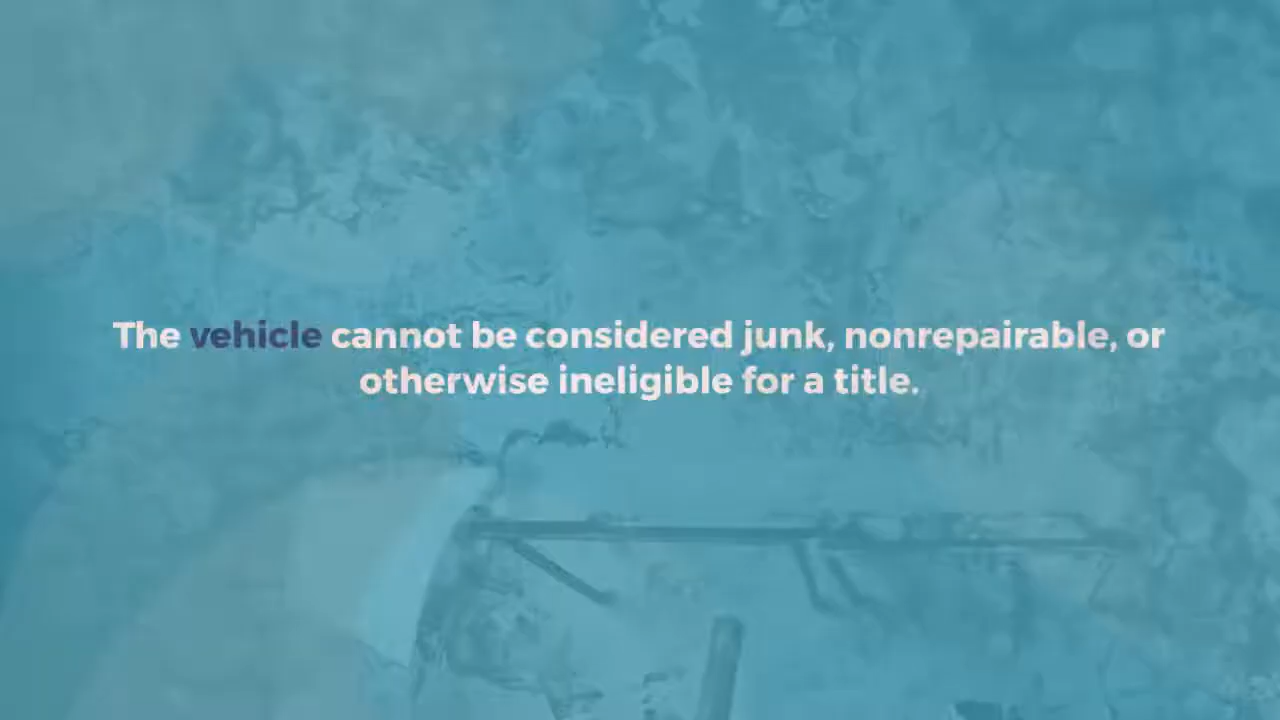 The vehicle cannot be considered junk, nonrepairable, or
otherwise ineligible for a title.